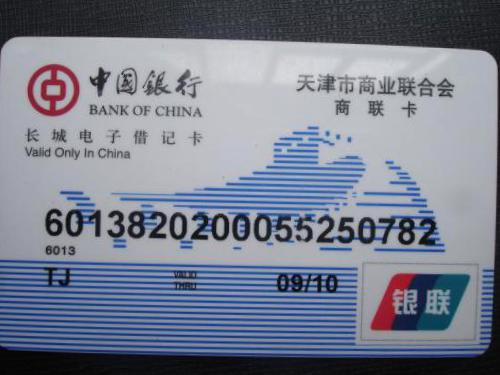 中国银行
BANK OF CHINA
长城电子借记卡
Valid Only In China
天津市商业联合会
商联卡
6013820200055250782
6013
TJ
VALID THRU
09/10
银联